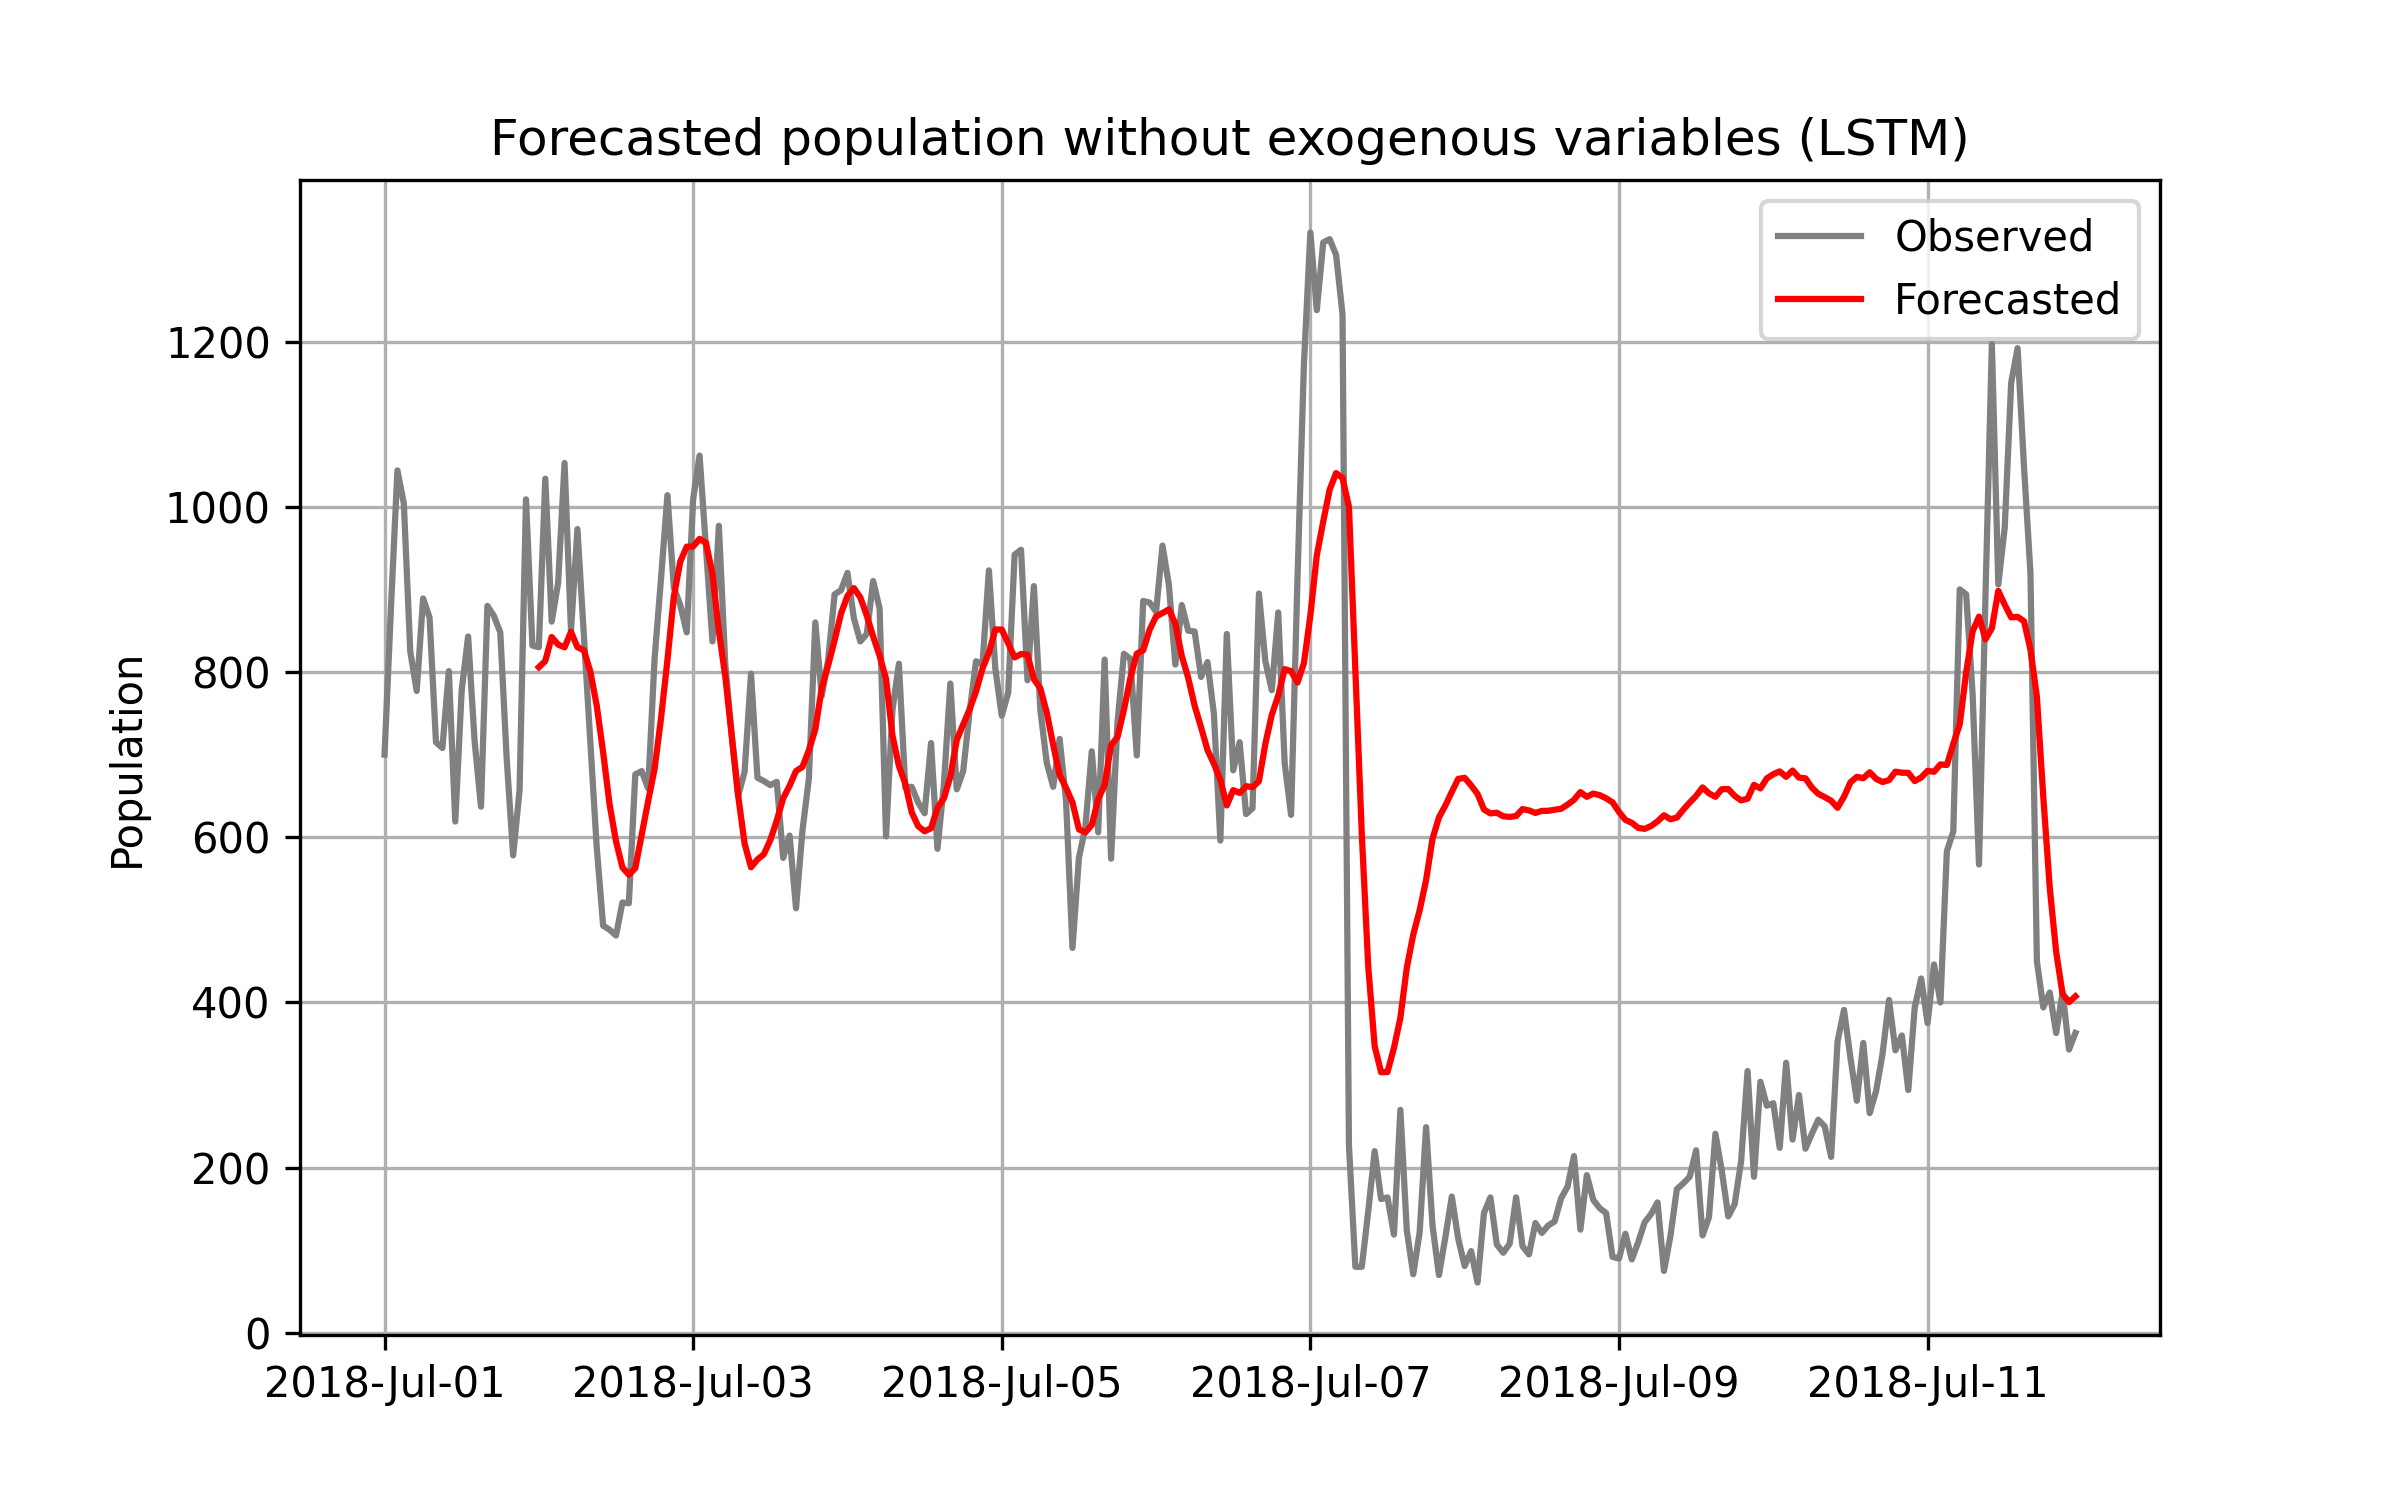 Forecasted population without exogenous variables (LSTM)
Observed
Forecasted
Population
1200
1000
800
600
400
200
0
2018-Jul-01 2018-Jul-03 2018-Jul-05 2018-Jul-07 2018-Jul-09 2018-Jul-11